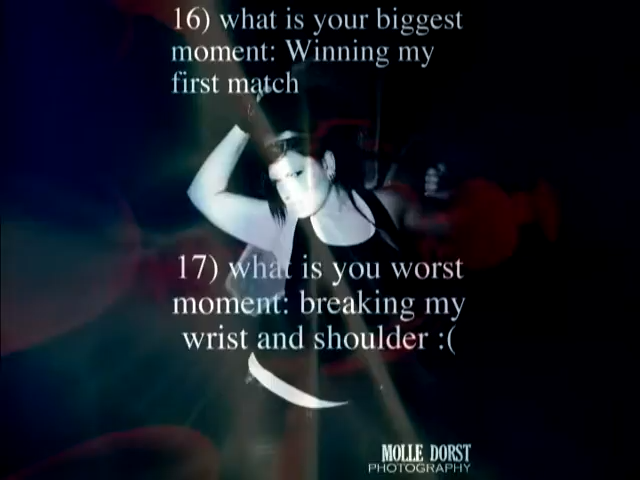 16) what is your biggest
moment: Winning my
first match
17) what is you worst
moment: breaking my
wrist and shoulder :(
MOLLE DORST
PHOTOGRAPHY